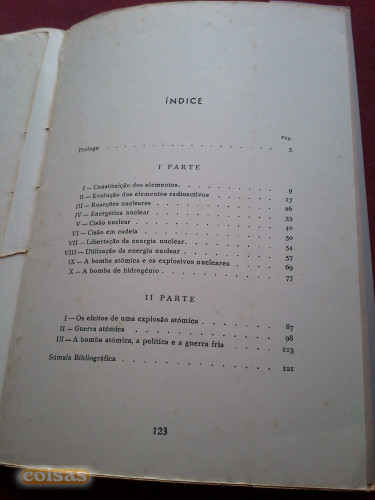 ÍNDICE
Pág.
Prólogo . . . . . . . . . . 5
I PARTE
I — Constituição dos elementos. . . . . . . . 9
II — Evolução dos elementos radioactivos . . . . 17
III — Reacções nucleares . . . . . . . . 26
IV — Energética nuclear . . . . . . . . 33
V — Cisão nuclear . . . . . . . . 40
VI — Cisão em cadeia . . . . . . . . 50
VII — Libertação da energia nuclear. . . . . . . 54
VIII — Utilização da energia nuclear . . . . . . 57
IX — A bomba atómica e os explosivos nucleares . . 69
X — A bomba de hidrogénio . . . . . . . 77
II PARTE
I — Os efeitos de uma explosão atómica . . . . . 87
II — Guerra atómica . . . . . . . . 98
III — A bomba atómica, a política e a guerra fria . . 113
Súmula Bibliográfica . . . . . . . . 121
123
coisas